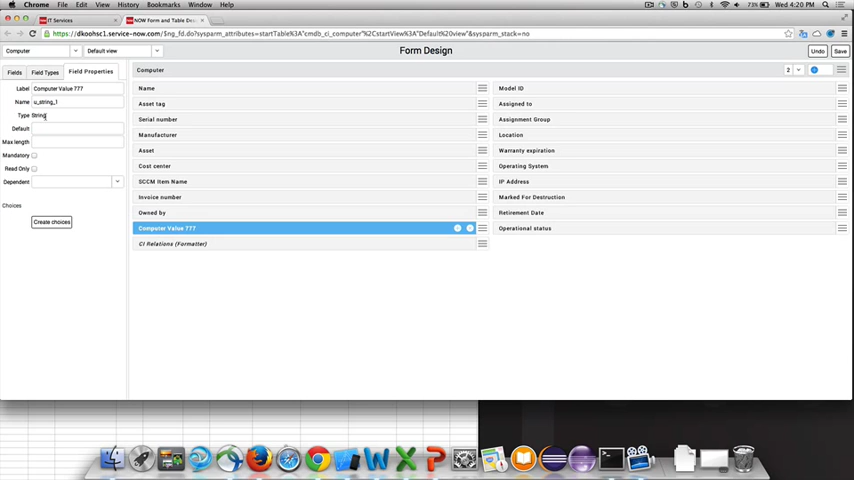 Chrome File Edit View History Bookmarks Window Help
73% Wed 4:20 PM
IT Services
NOW Form and Table Des
https://dkoohsc1.service-now.com/$ng_fd.do?sysparm_attributes=startTable%3A"cmdb_ci_computer"%2CstartView%3A"Default%20view"&sysparm_stack=no
Computer
Default view
Form Design
Undo
Save
Fields
Field Types
Field Properties
Computer
2
Label Computer Value 777
Name u_string_1
Type String
Default
Max length
Mandatory
Read Only
Dependent
Choices
Create choices
Name
Asset tag
Serial number
Manufacturer
Asset
Cost center
SCCM Item Name
Invoice number
Owned by
Computer Value 777
CI Relations (Formatter)
Model ID
Assigned to
Assignment Group
Location
Warranty expiration
Operating System
IP Address
Marked For Destruction
Retirement Date
Operational status